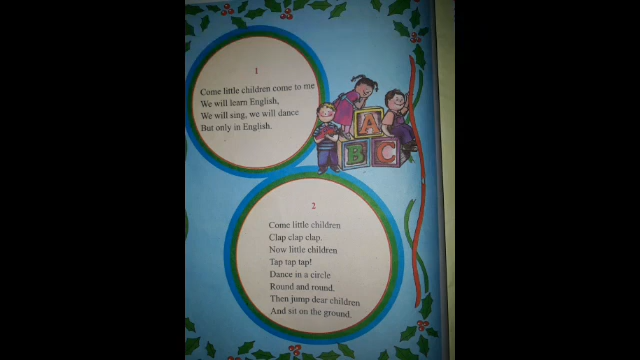 1
Come little children come to me
We will learn English,
We will sing, we will dance
But only in English.
A
B C
2
Come little children
Clap clap clap.
Now little children
Tap tap tap!
Dance in a circle
Round and round.
Then jump dear children
And sit on the ground.